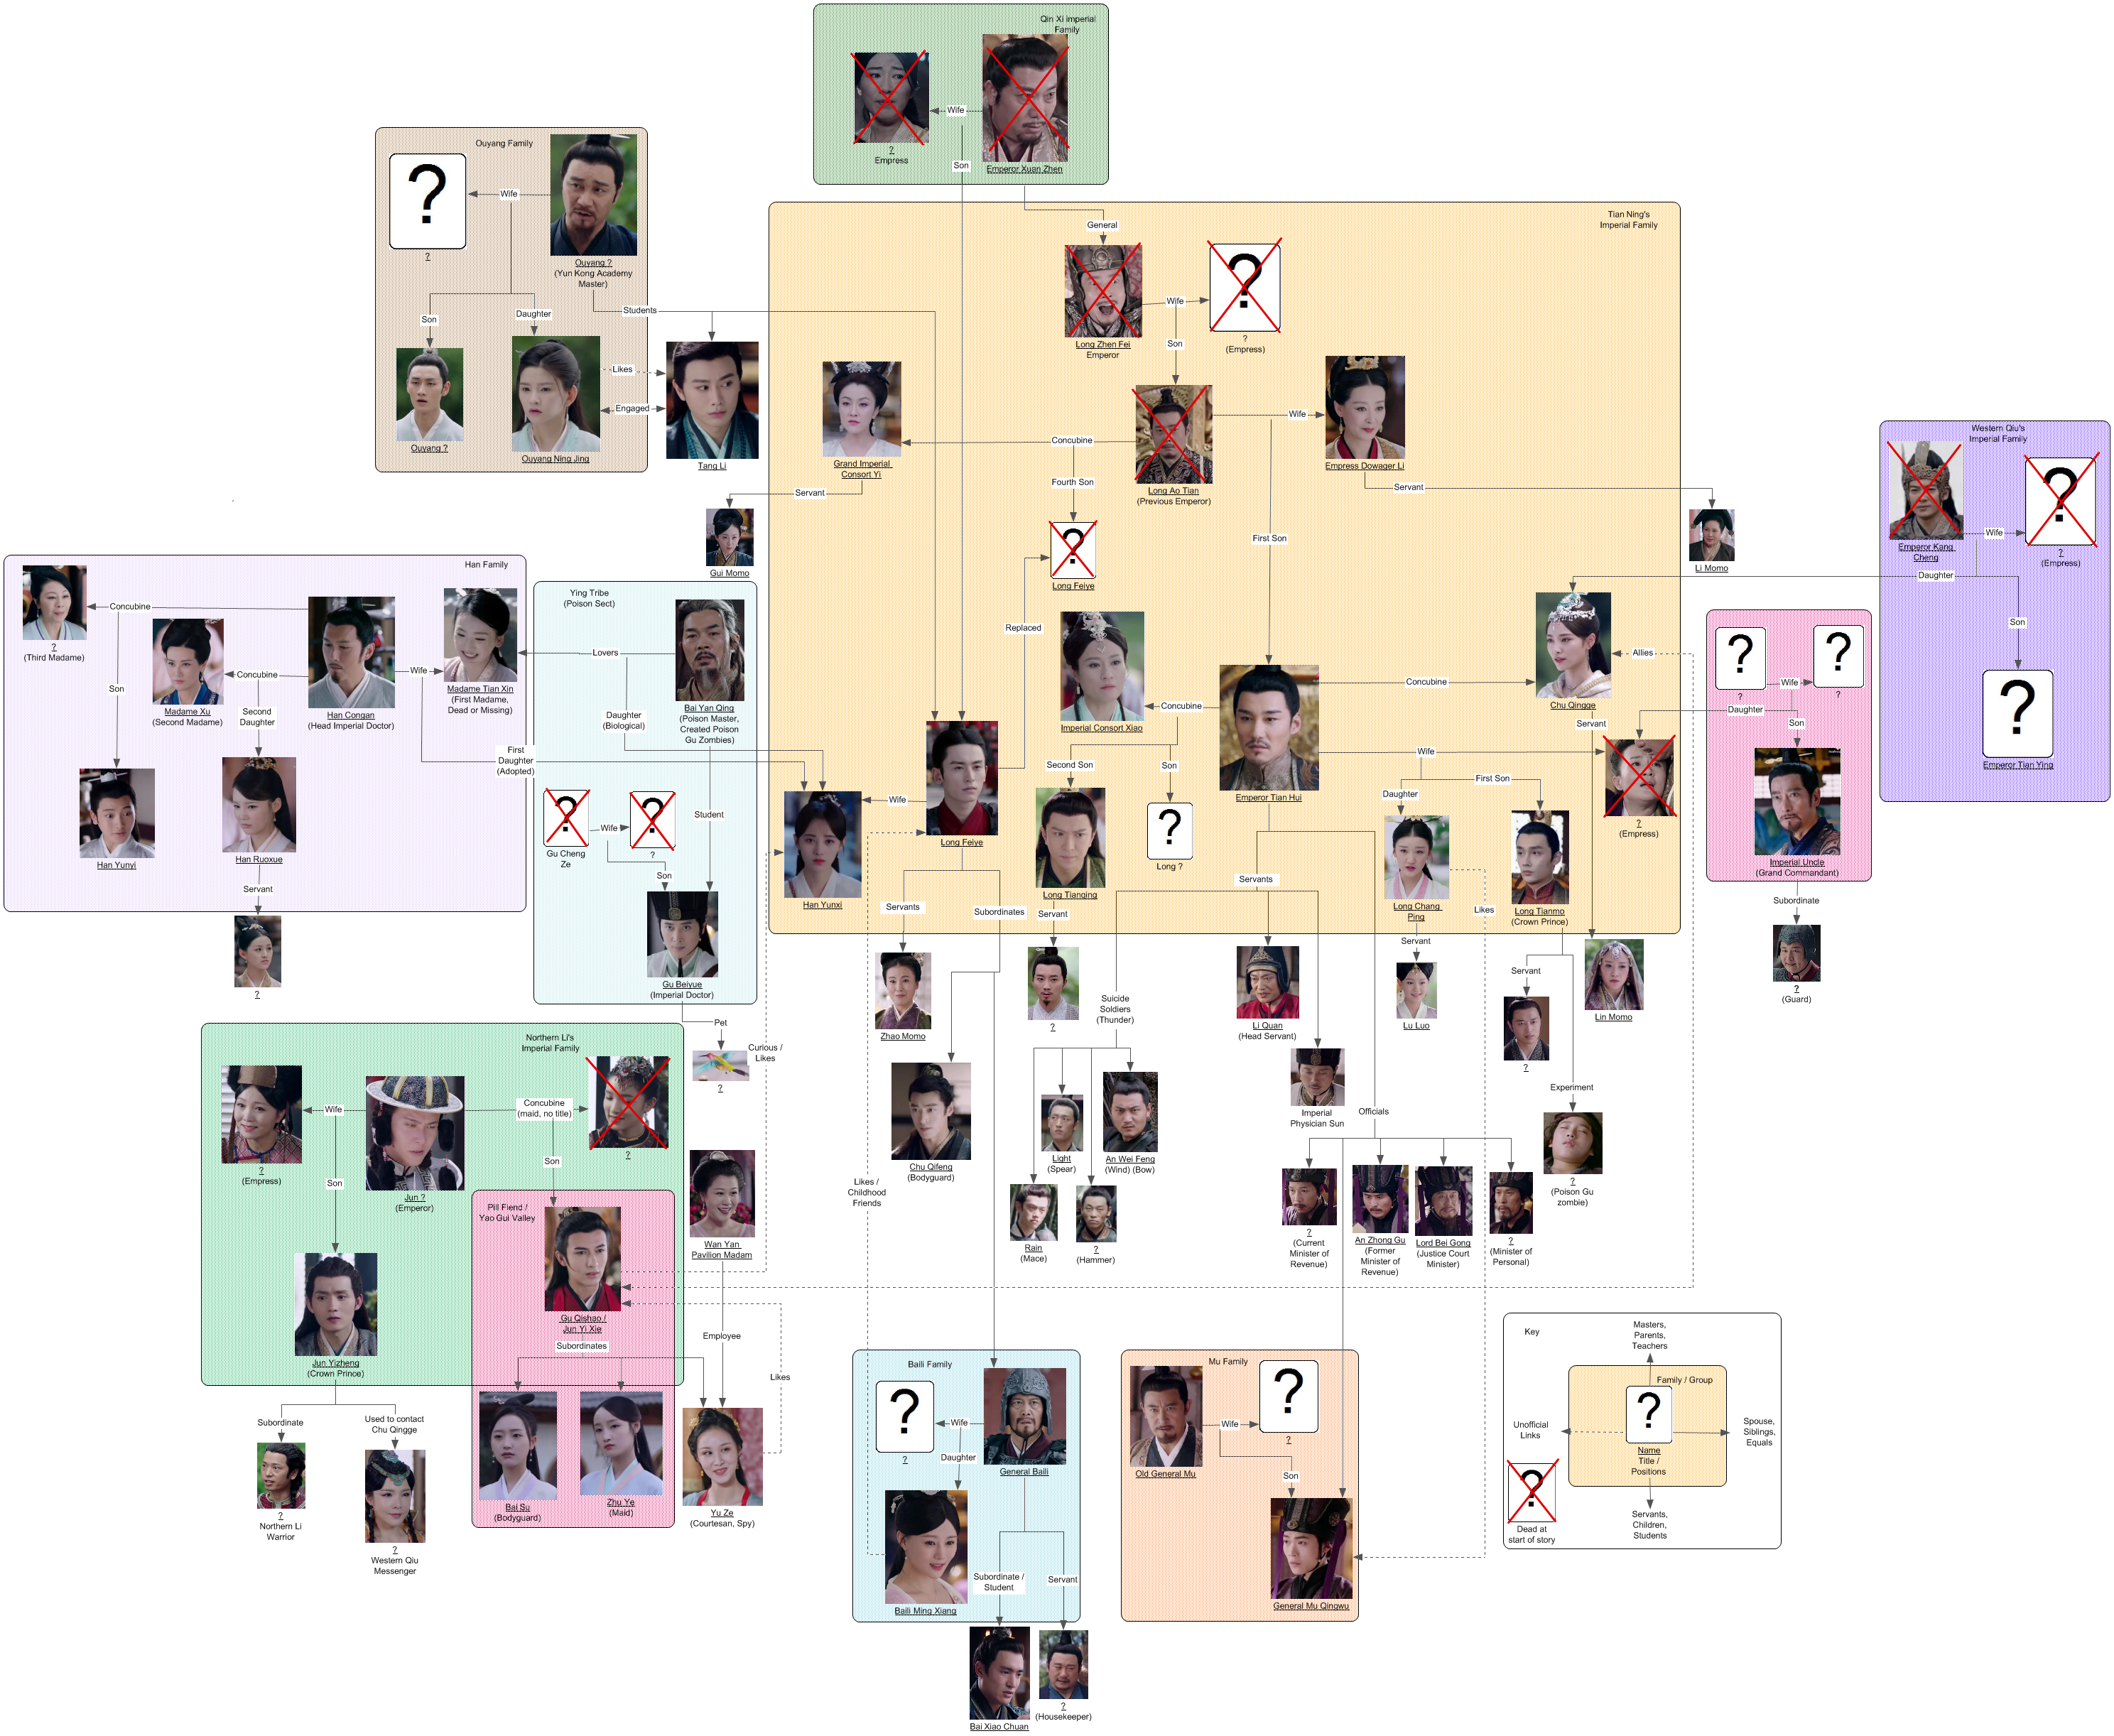 Qin Xi imperial
Family
Wife
?
Empress
Son
Emperor Xuan Zhen
Ouyang Family
?
Wife
?
Ouyang ?
(Yun Kong Academy
Master)
Son
Daughter
Students
Ouyang ?
Ouyang Ning Jing
Likes
Engaged
Tang Li
Tian Ning's
Imperial Family
General
Long Zhen Fei
Emperor
Wife
?
?
(Empress)
Son
Grand Imperial
Consort Yi
Concubine
Long Ao Tian
(Previous Emperor)
Wife
Empress Dowager Li
Servant
Gui Momo
Fourth Son
?
Long Feiye
First Son
Servant
Li Momo
Replaced
Western Qiu's
Imperial Family
Emperor Kang
Cheng
Wife
?
?
(Empress)
Daughter
Son
?
Emperor Tian Ying
Han Family
?
(Third Madame)
Concubine
Son
Madame Xu
(Second Madame)
Concubine
Second
Daughter
Han Congan
(Head Imperial Doctor)
Wife
Madame Tian Xin
(First Madame,
Dead or Missing)
First
Daughter
(Adopted)
Han Yunyi
Han Ruoxue
Servant
?
Ying Tribe
(Poison Sect)
Lovers
Daughter
(Biological)
Bai Yan Qing
(Poison Master,
Created Poison
Gu Zombies)
Student
?
Gu Cheng
Ze
Wife
?
?
Son
Gu Beiyue
(Imperial Doctor)
Pet
?
Curious /
Likes
Han Yunxi
Wife
Long Feiye
Servants
Subordinates
Zhao Momo
Chu Qifeng
(Bodyguard)
Imperial Consort Xiao
Concubine
Second Son
Son
Long Tianqing
?
Long ?
Servant
?
Emperor Tian Hui
Concubine
Chu Qingge
Allies
Servant
Lin Momo
Wife
?
(Empress)
Daughter
First Son
Long Chang
Ping
Long Tianmo
(Crown Prince)
Likes
Servant
Lu Luo
Servant
?
Experiment
?
(Poison Gu
zombie)
Servants
Suicide
Soldiers
(Thunder)
Li Quan
(Head Servant)
Imperial
Physician Sun
Light
(Spear)
An Wei Feng
(Wind) (Bow)
Rain
(Mace)
?
(Hammer)
Officials
?
(Current
Minister of
Revenue)
An Zhong Gu
(Former
Minister of
Revenue)
Lord Bei Gong
(Justice Court
Minister)
?
(Minister of
Personal)
?
?
Wife
?
?
Daughter
Son
Imperial Uncle
(Grand Commandant)
Subordinate
?
(Guard)
Northern Li's
Imperial Family
?
(Empress)
Wife
Son
Jun ?
(Emperor)
Concubine
(maid, no title)
?
Son
Jun Yizheng
(Crown Prince)
Subordinate
?
Northern Li
Warrior
Used to contact
Chu Qingge
?
Western Qiu
Messenger
Pill Fiend /
Yao Gui Valley
Gu Qishao /
Jun Yi Xie
Subordinates
Bai Su
(Bodyguard)
Zhu Ye
(Maid)
Wan Yan
Pavilion Madam
Employee
Yu Ze
(Courtesan, Spy)
Likes
Likes /
Childhood
Friends
Baili Family
?
?
Wife
Daughter
General Baili
Baili Ming Xiang
Subordinate /
Student
Servant
Bai Xiao Chuan
?
(Housekeeper)
Mu Family
Old General Mu
Wife
?
?
Son
General Mu Qingwu
Key
Masters,
Parents,
Teachers
Family / Group
?
Name
Title /
Positions
Unofficial
Links
Spouse,
Siblings,
Equals
?
Dead at
start of story
Servants,
Children,
Students